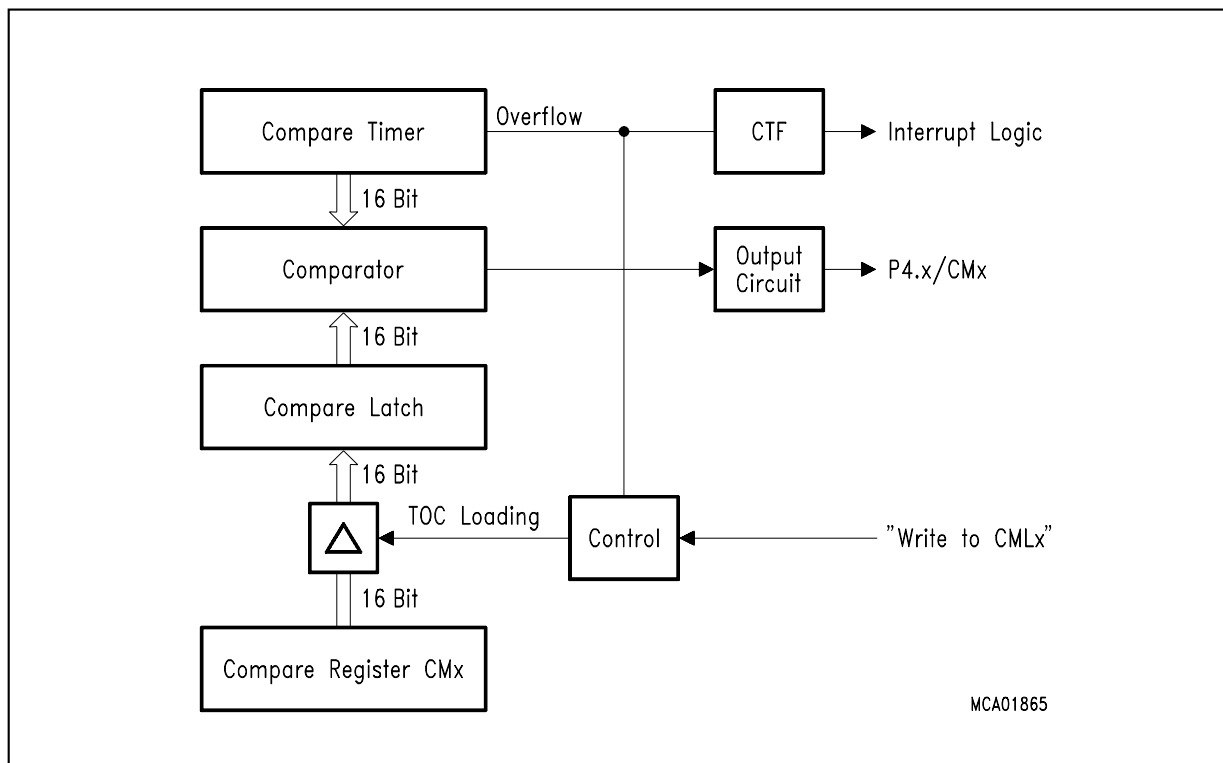 Compare Timer
Overflow
CTF
Interrupt Logic
16 Bit
Comparator
Output
Circuit
P4.x/CMx
16 Bit
Compare Latch
16 Bit
TOC Loading
Control
"Write to CMLx"
16 Bit
Compare Register CMx
MCA01865